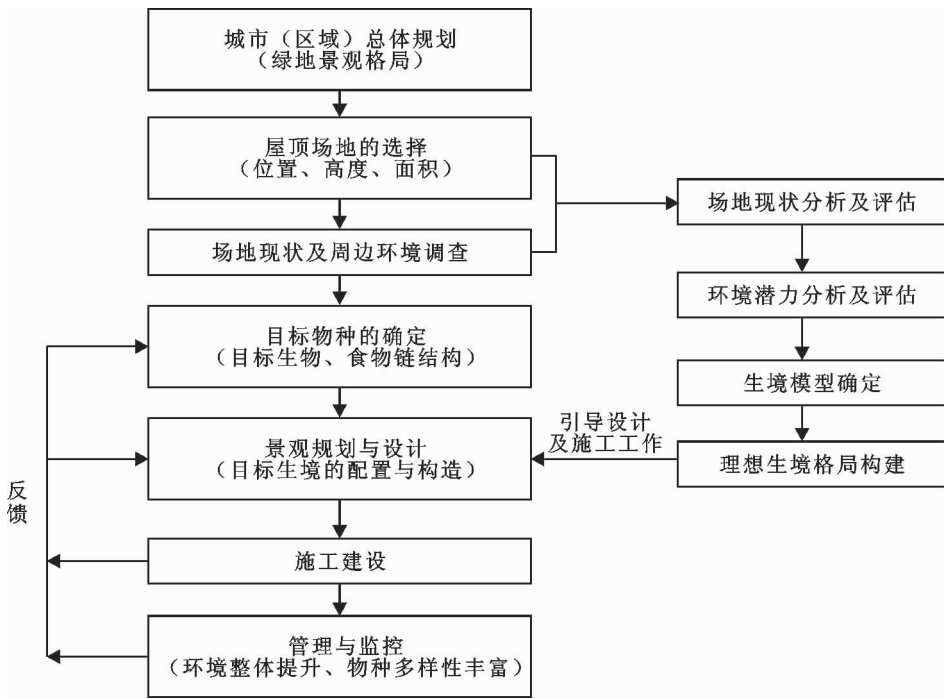 城市（区域）总体规划
（绿地景观格局）
屋顶场地的选择
（位置、高度、面积）
场地现状及周边环境调查
目标物种的确定
（目标生物、食物链结构）
景观规划与设计
（目标生境的配置与构造）
施工建设
管理与监控
（环境整体提升、物种多样性丰富）
反馈
场地现状分析及评估
环境潜力分析及评估
生境模型确定
理想生境格局构建
引导设计
及施工工作